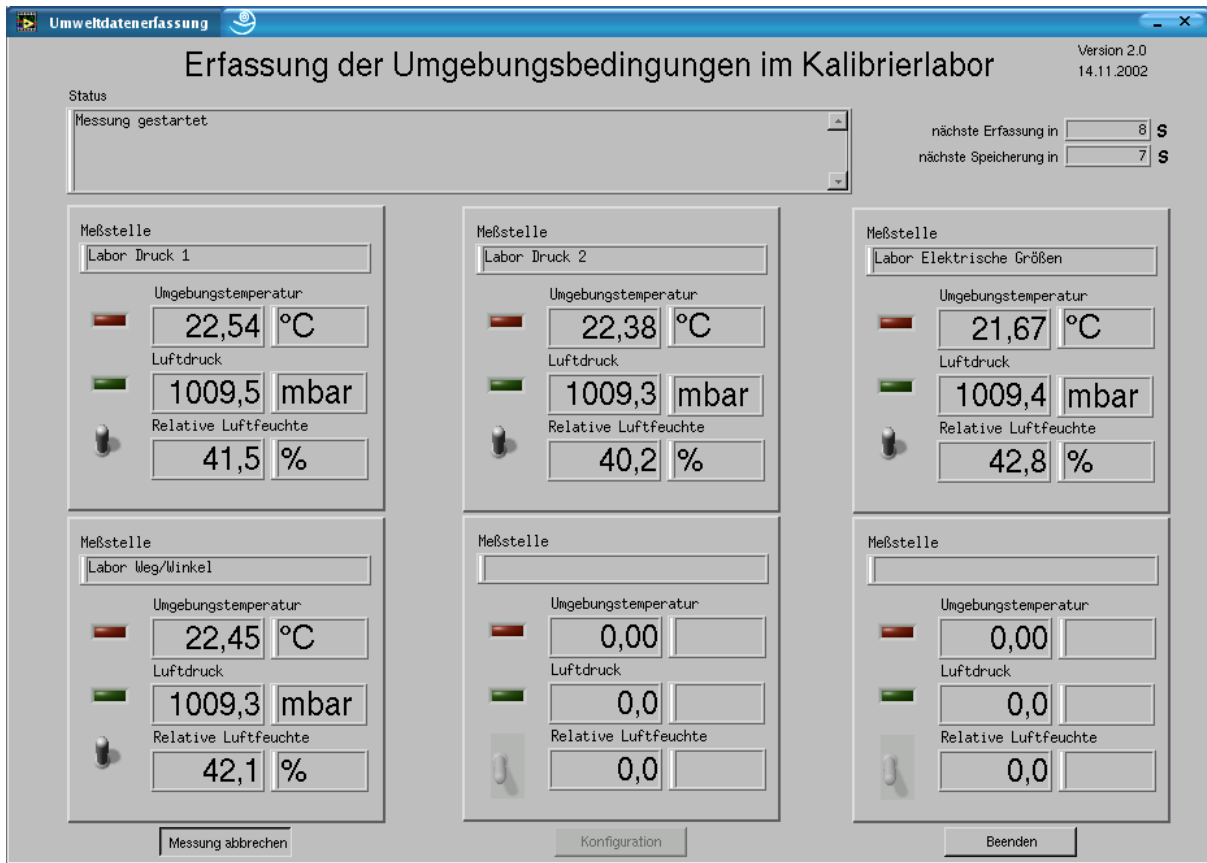 Umweltdatenerfassung
Erfassung der Umgebungsbedingungen im Kalibrierlabor
Version 2.0
14.11.2002
Status
Messung gestartet
nächste Erfassung in 8 s
nächste Speicherung in 7 s
Meßstelle
Labor Druck 1
Umgebungstemperatur
22,54 °C
Luftdruck
1009,5 mbar
Relative Luftfeuchte
41,5 %
Meßstelle
Labor Druck 2
Umgebungstemperatur
22,38 °C
Luftdruck
1009,3 mbar
Relative Luftfeuchte
40,2 %
Meßstelle
Labor Elektrische Größen
Umgebungstemperatur
21,67 °C
Luftdruck
1009,4 mbar
Relative Luftfeuchte
42,8 %
Meßstelle
Labor Weg/Winkel
Umgebungstemperatur
22,45 °C
Luftdruck
1009,3 mbar
Relative Luftfeuchte
42,1 %
Meßstelle
Umgebungstemperatur
0,00
Luftdruck
0,0
Relative Luftfeuchte
0,0
Meßstelle
Umgebungstemperatur
0,00
Luftdruck
0,0
Relative Luftfeuchte
0,0
Messung abbrechen
Konfiguration
Beenden